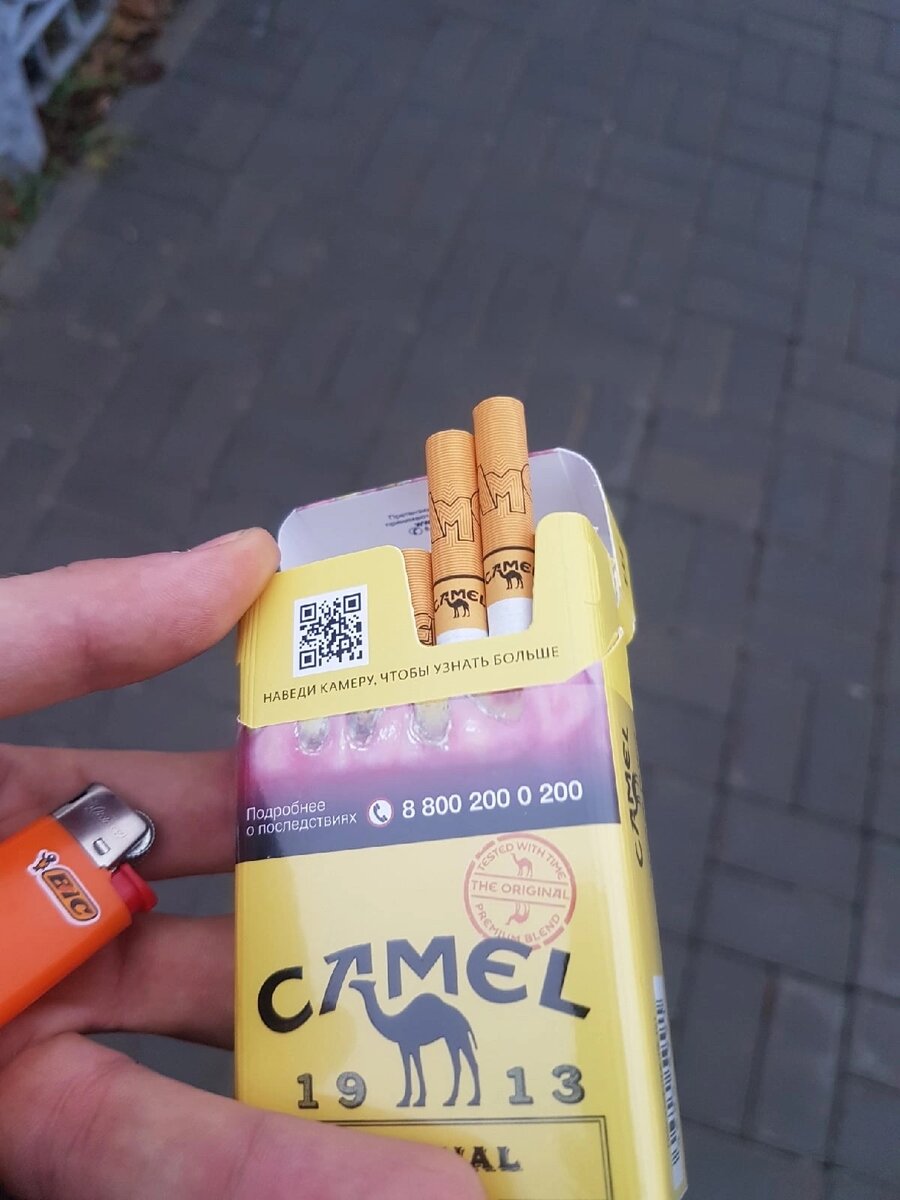 CAMEL
CAMEL
НАВЕДИ КАМЕРУ, ЧТОБЫ УЗНАТЬ БОЛЬШЕ
Подробнее
о последствиях
8 800 200 0 200
TESTED WITH TIME
THE ORIGINAL
PREMIUM BLEND
CAMEL
19 13
CAMEL
BIC